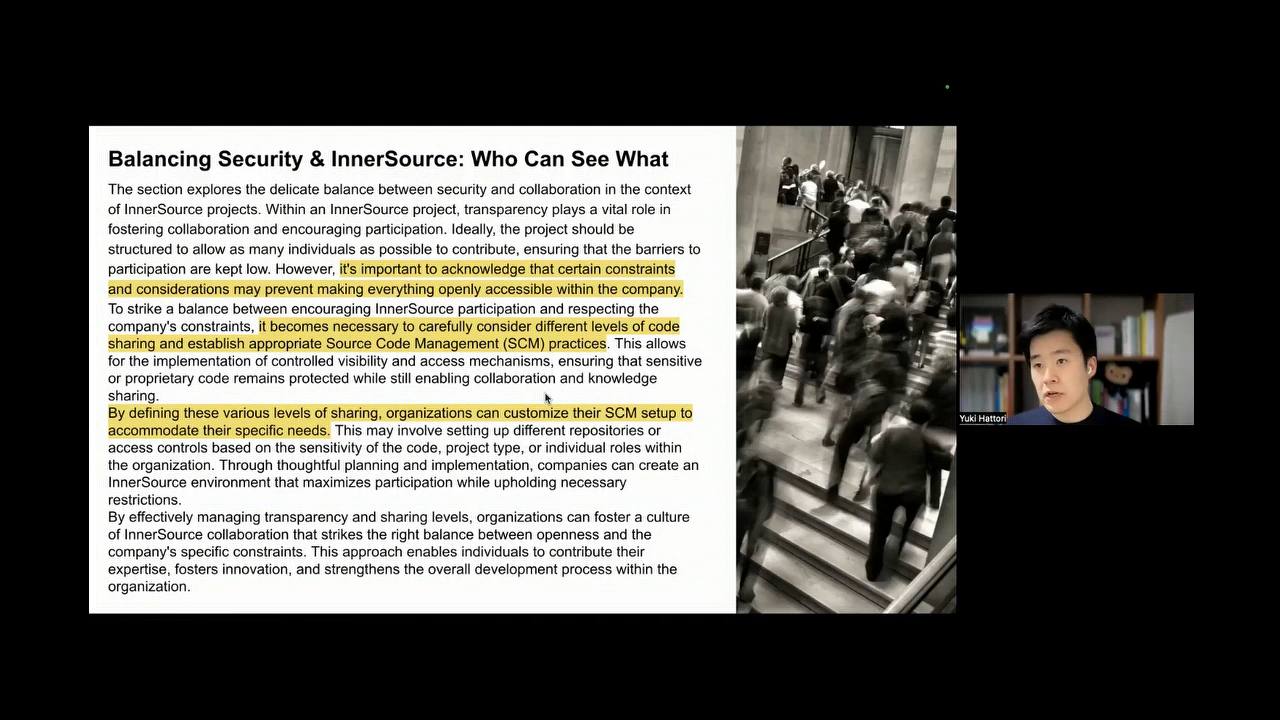 Balancing Security & InnerSource: Who Can See What
The section explores the delicate balance between security and collaboration in the context
of InnerSource projects. Within an InnerSource project, transparency plays a vital role in
fostering collaboration and encouraging participation. Ideally, the project should be
structured to allow as many individuals as possible to contribute, ensuring that the barriers to
participation are kept low. However, it's important to acknowledge that certain constraints
and considerations may prevent making everything openly accessible within the company.
To strike a balance between encouraging InnerSource participation and respecting the
company's constraints, it becomes necessary to carefully consider different levels of code
sharing and establish appropriate Source Code Management (SCM) practices. This allows
for the implementation of controlled visibility and access mechanisms, ensuring that sensitive
or proprietary code remains protected while still enabling collaboration and knowledge
sharing.
By defining these various levels of sharing, organizations can customize their SCM setup to
accommodate their specific needs. This may involve setting up different repositories or
access controls based on the sensitivity of the code, project type, or individual roles within
the organization. Through thoughtful planning and implementation, companies can create an
InnerSource environment that maximizes participation while upholding necessary
restrictions.
By effectively managing transparency and sharing levels, organizations can foster a culture
of InnerSource collaboration that strikes the right balance between openness and the
company's specific constraints. This approach enables individuals to contribute their
expertise, fosters innovation, and strengthens the overall development process within the
organization.
Yuki Hattori